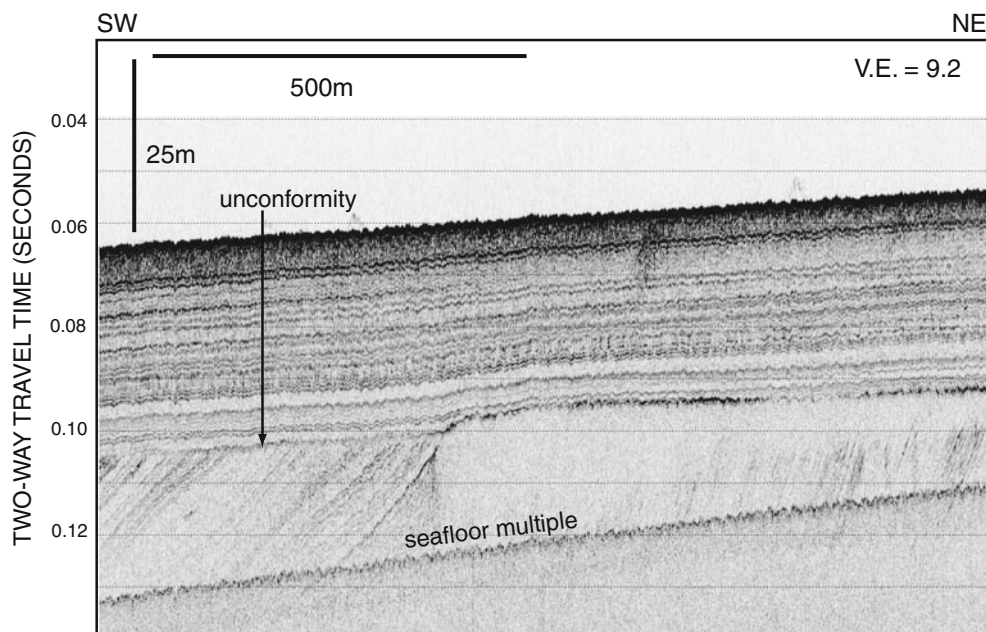 SW NE
500m
V.E. = 9.2
TWO-WAY TRAVEL TIME (SECONDS)
0.04
25m
unconformity
0.06
0.08
0.10
0.12
seafloor multiple